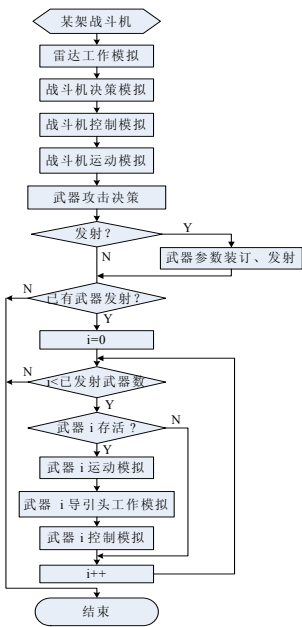 某架战斗机
雷达工作模拟
战斗机决策模拟
战斗机控制模拟
战斗机运动模拟
武器攻击决策
发射？
Y
N
武器参数装订、发射
N
已有武器发射？
Y
i=0
N
i<已发射武器数
Y
武器 i 存活？
N
Y
武器 i 运动模拟
武器 i 导引头工作模拟
武器 i 控制模拟
i++
结束